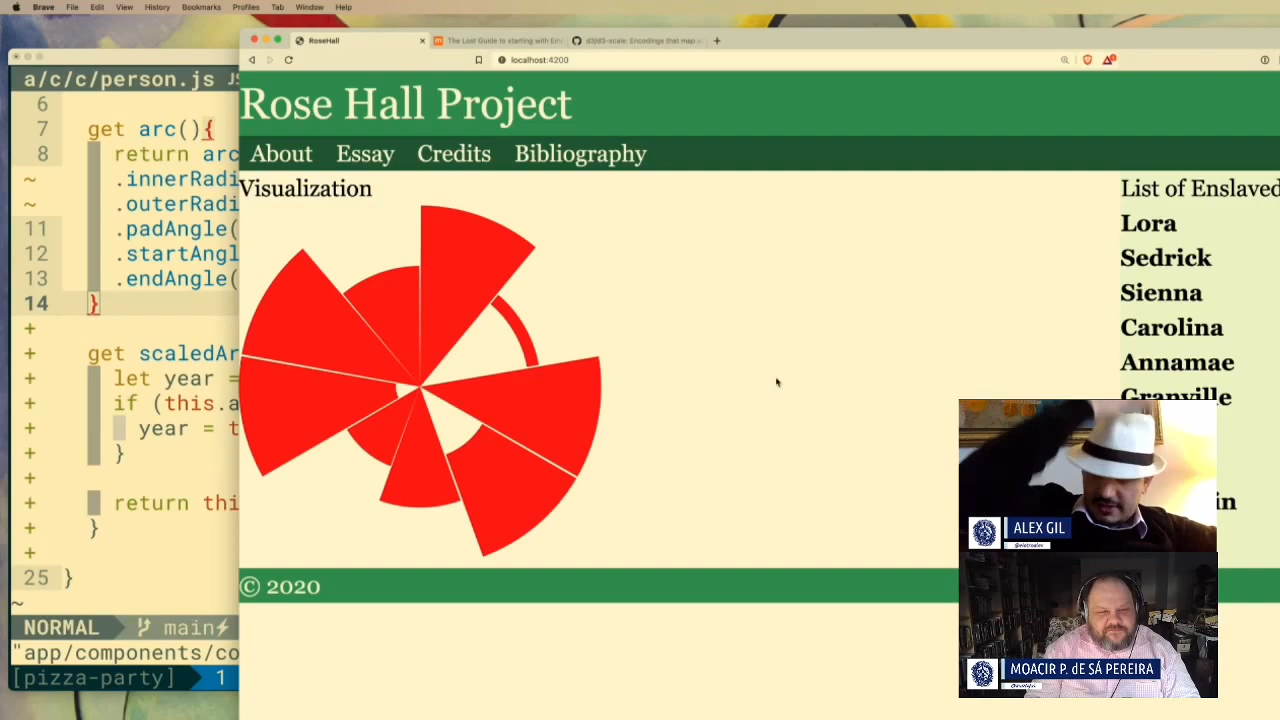 Brave File Edit View History Bookmarks Profiles Tab Window Help
RoseHall
The Lost Guide to starting with Em
d3/d3-scale: Encodings that map a
localhost:4200
a/c/c/person.js JS
6
7 get arc(){
8 return arc
~ .innerRadi
~ .outerRadi
11 .padAngle(
12 .startAngl
13 .endAngle(
14 }
+
+ get scaledAr
+ let year =
+ if (this.a
+ year = t
+ }
+
+ return thi
+ }
+
25 }
~
NORMAL main
"app/components/co
[pizza-party] 1
Rose Hall Project
About Essay Credits Bibliography
Visualization
List of Enslaved
Lora
Sedrick
Sienna
Carolina
Annamae
Granville
in
© 2020
ALEX GIL
@elotroalex
MOACIR P. dE SÁ PEREIRA